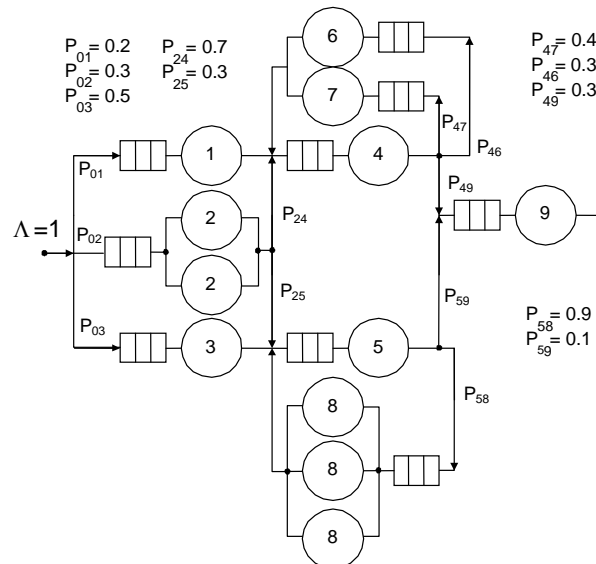 P01= 0.2 P24= 0.7
P02= 0.3 P25= 0.3
P03= 0.5
P47= 0.4
P46= 0.3
P49= 0.3
6
7
P47
P46
1
4
P01
P49
2
P24
9
Λ=1
P02
2
P25
P59
P58= 0.9
P59= 0.1
P03
3
5
P58
8
8
8